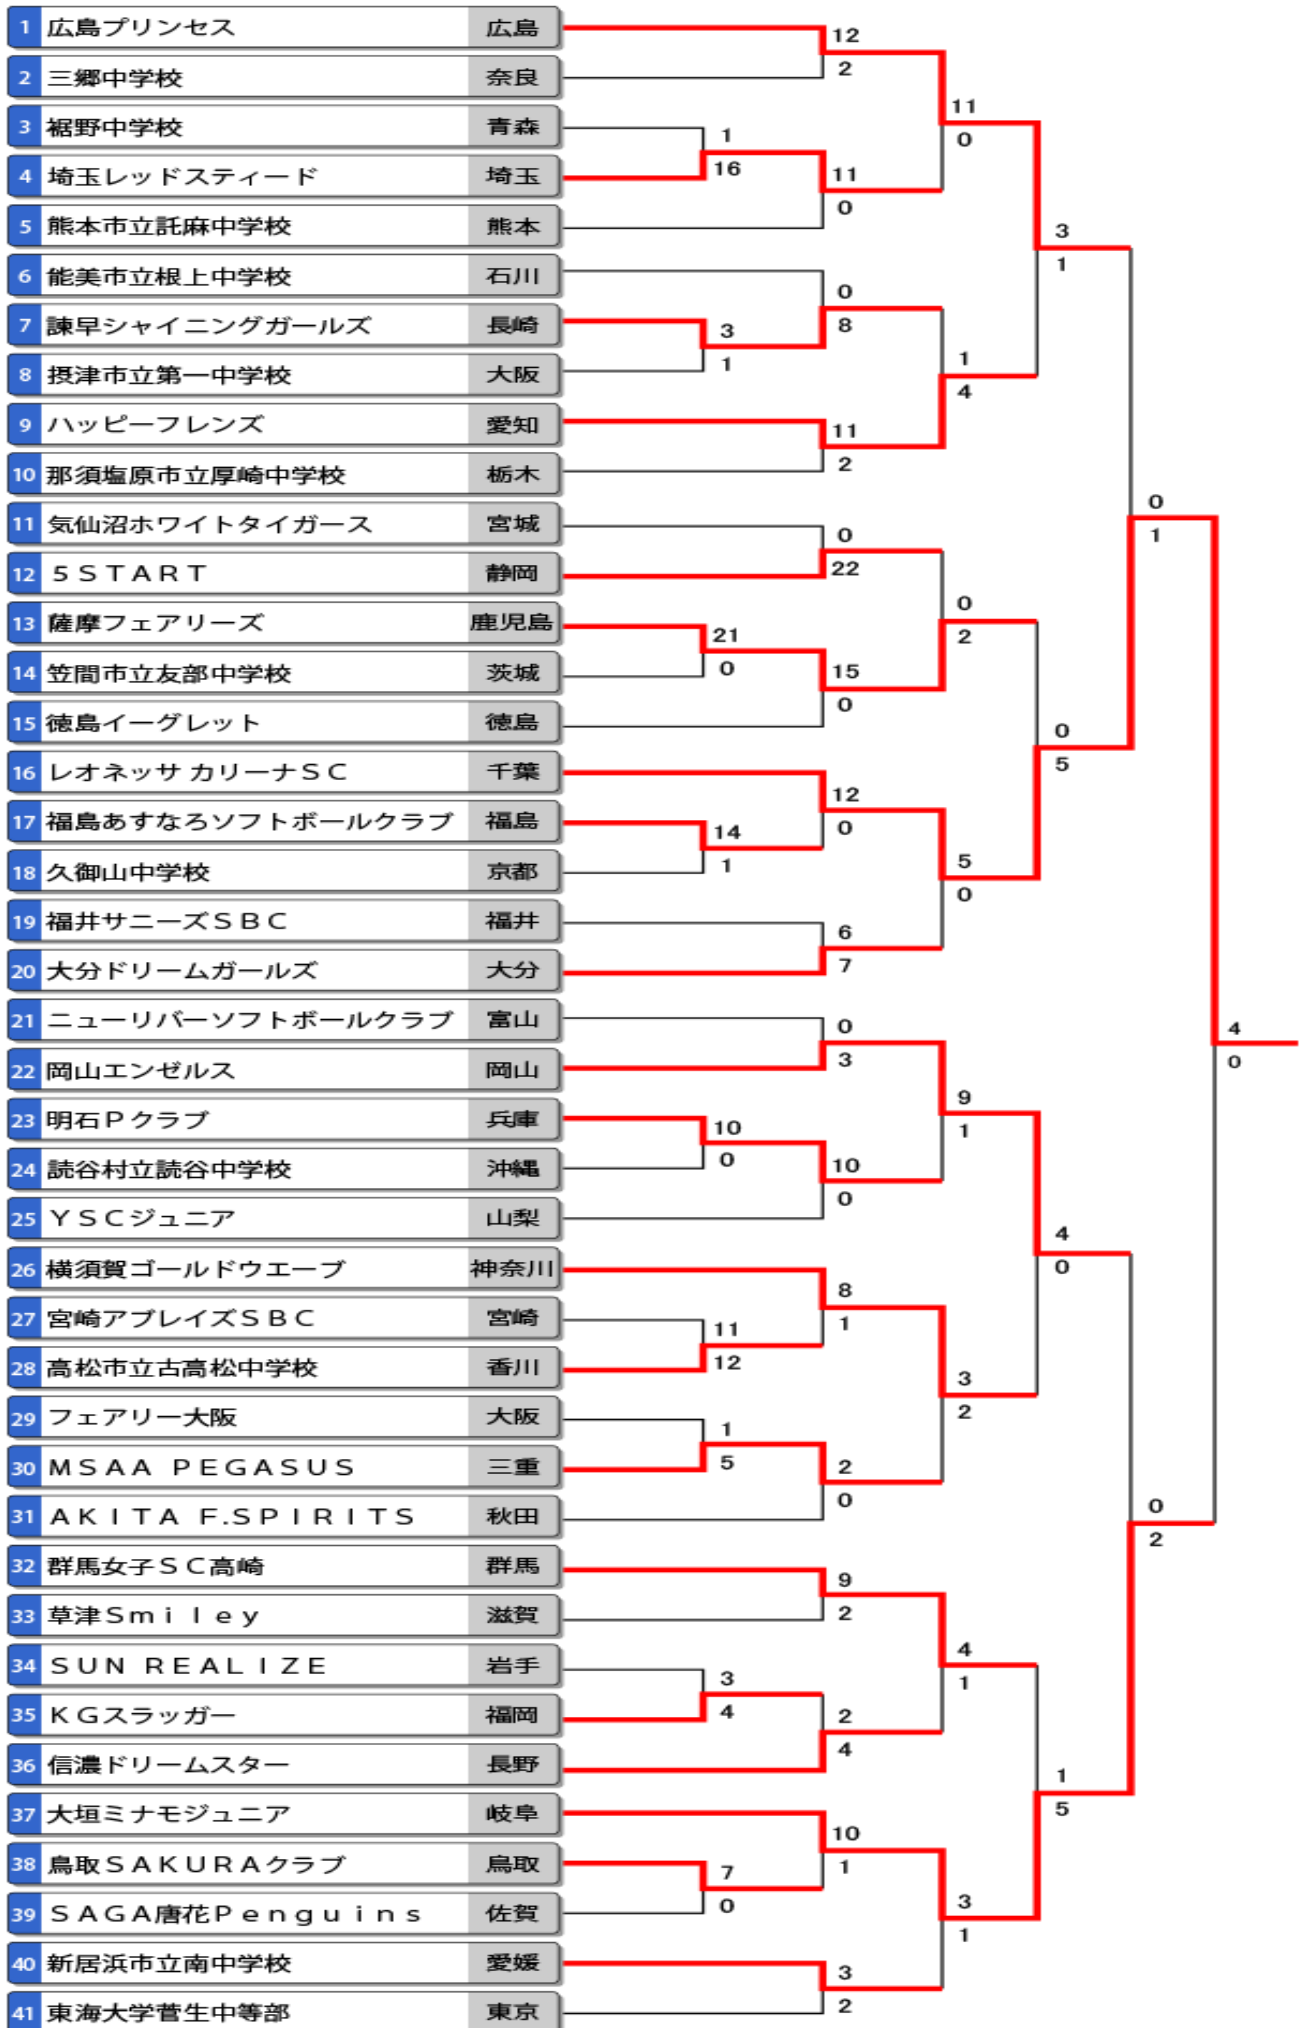 1 広島プリンセス 広島
12
2 三郷中学校 奈良
2
11
0
3 裾野中学校 青森
1
4 埼玉レッドスティード 埼玉
16
11
0
5 熊本市立託麻中学校 熊本
3
1
6 能美市立根上中学校 石川
0
8
7 諫早シャイニングガールズ 長崎
3
1
8 摂津市立第一中学校 大阪
1
4
9 ハッピーフレンズ 愛知
11
2
10 那須塩原市立厚崎中学校 栃木
0
1
11 気仙沼ホワイトタイガース 宮城
0
22
12 5START 静岡
0
2
13 薩摩フェアリーズ 鹿児島
21
0
14 笠間市立友部中学校 茨城
15
0
15 徳島イーグレット 徳島
0
5
16 レオネッサ カリーナSC 千葉
12
0
17 福島あすなろソフトボールクラブ 福島
14
1
18 久御山中学校 京都
5
0
19 福井サニーズSBC 福井
6
7
20 大分ドリームガールズ 大分
21 ニューリバーソフトボールクラブ 富山
0
3
4
0
22 岡山エンゼルス 岡山
9
1
23 明石Pクラブ 兵庫
10
0
24 読谷村立読谷中学校 沖縄
10
0
25 YSCジュニア 山梨
4
0
26 横須賀ゴールドウエーブ 神奈川
8
1
27 宮崎アブレイズSBC 宮崎
11
12
28 高松市立古高松中学校 香川
3
2
29 フェアリー大阪 大阪
1
5
30 MSAA PEGASUS 三重
2
0
31 AKITA F.SPIRITS 秋田
0
2
32 群馬女子SC高崎 群馬
9
2
33 草津Smiley 滋賀
4
1
34 SUN REALIZE 岩手
3
4
35 KGスラッガー 福岡
2
4
36 信濃ドリームスター 長野
1
5
37 大垣ミナモジュニア 岐阜
10
1
38 鳥取SAKURAクラブ 鳥取
7
0
39 SAGA唐花Penguins 佐賀
3
1
40 新居浜市立南中学校 愛媛
3
2
41 東海大学菅生中等部 東京